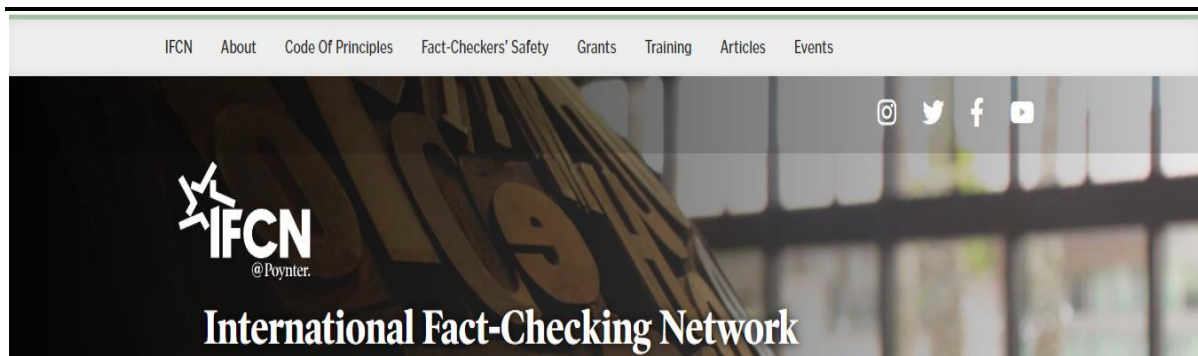 IFCN About Code Of Principles Fact-Checkers' Safety Grants Training Articles Events
IFCN
@Poynter.
International Fact-Checking Network